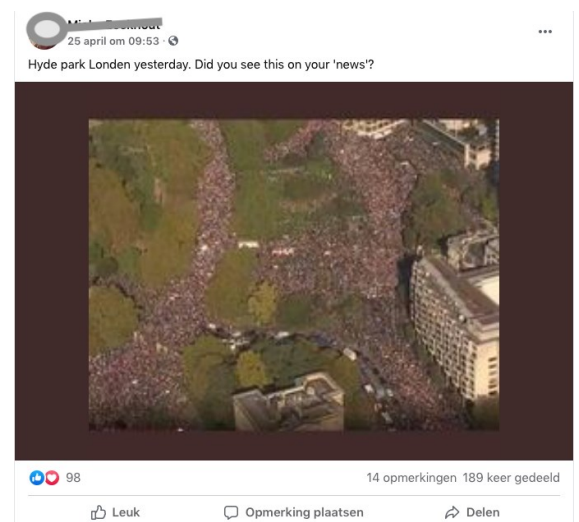 25 april om 09:53 ·
Hyde park Londen yesterday. Did you see this on your 'news'?
98
14 opmerkingen 189 keer gedeeld
Leuk
Opmerking plaatsen
Delen